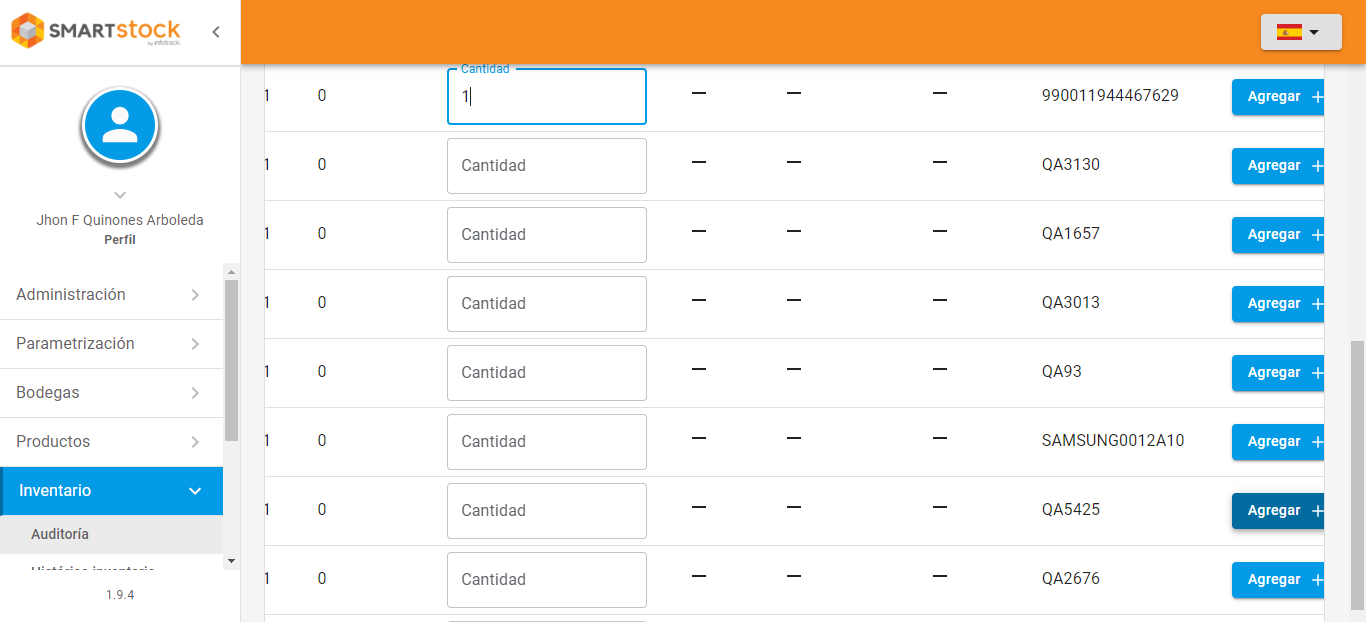 SMARTstock
by infotrack.
Jhon F Quinones Arboleda
Perfil
Administración
Parametrización
Bodegas
Productos
Inventario
Auditoría
Histórico inventario
1.9.4
Cantidad
1 0 1 — — — 990011944467629 Agregar +
1 0 Cantidad — — — QA3130 Agregar +
1 0 Cantidad — — — QA1657 Agregar +
1 0 Cantidad — — — QA3013 Agregar +
1 0 Cantidad — — — QA93 Agregar +
1 0 Cantidad — — — SAMSUNG0012A10 Agregar +
1 0 Cantidad — — — QA5425 Agregar +
1 0 Cantidad — — — QA2676 Agregar +